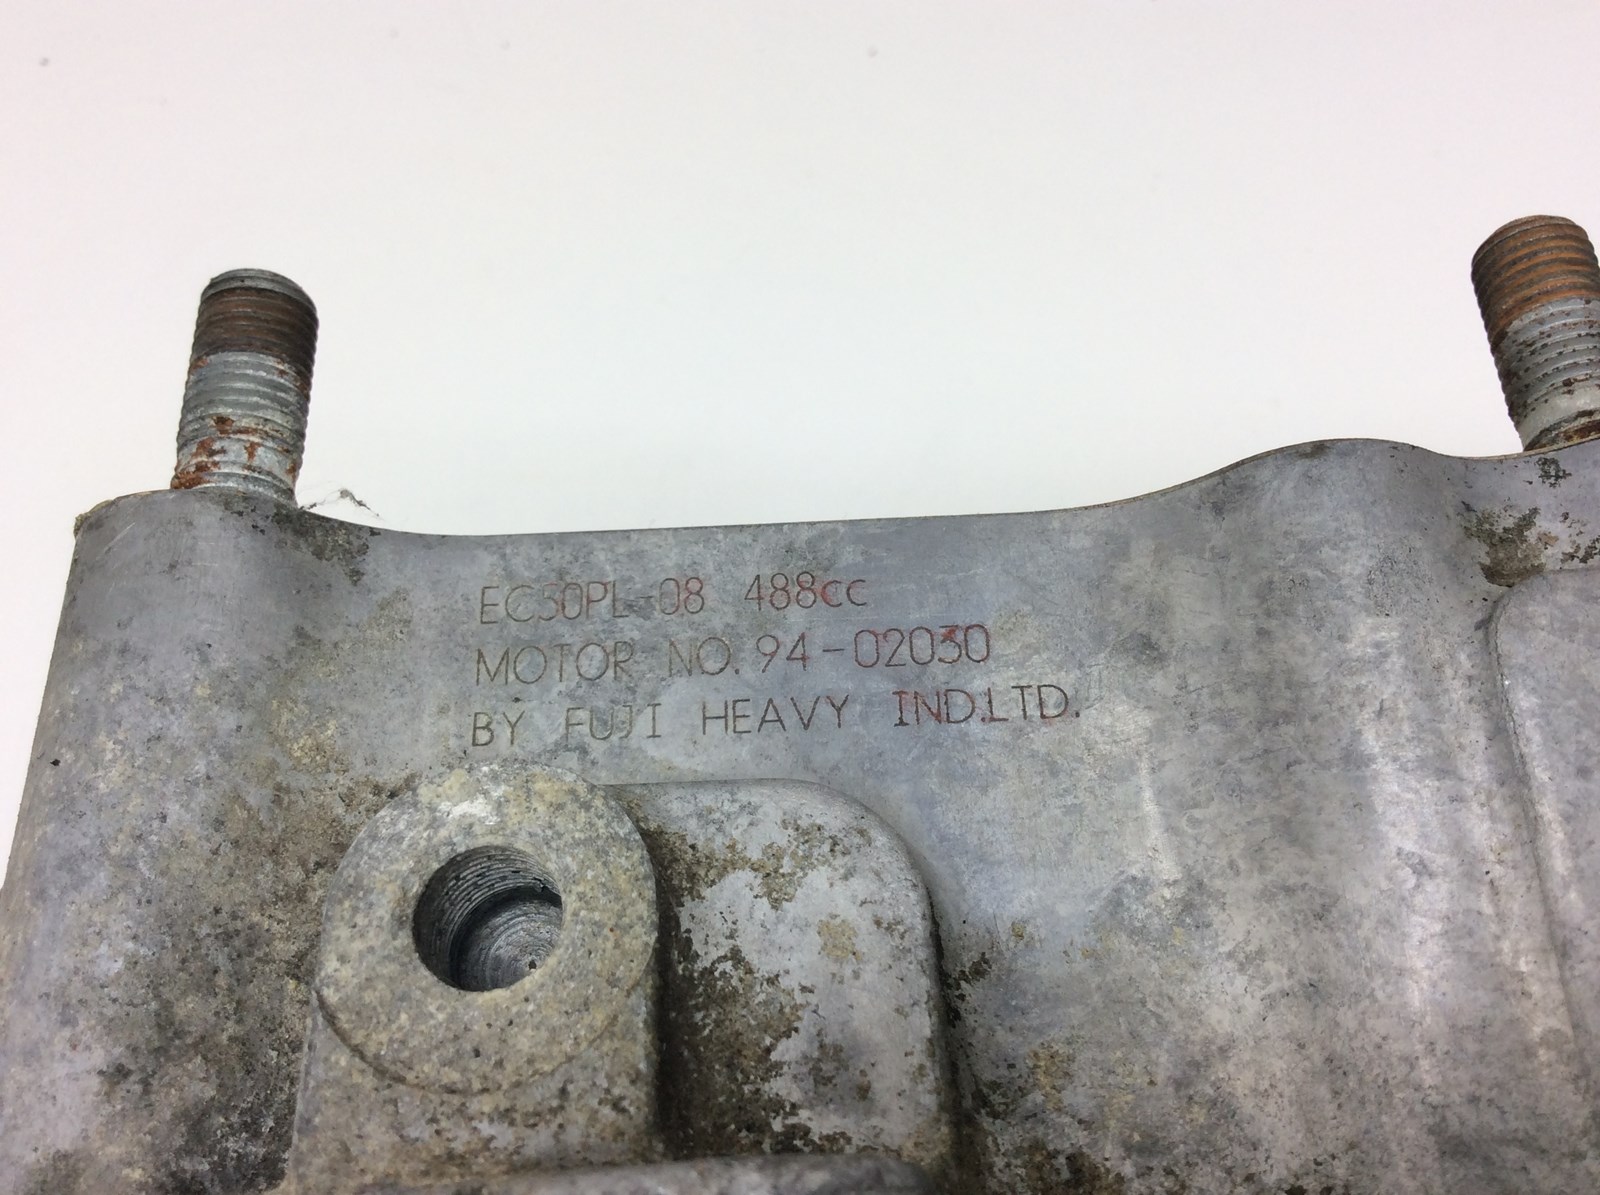 EC50PL-08 488cc
MOTOR NO. 94-02030
BY FUJI HEAVY IND.LTD.